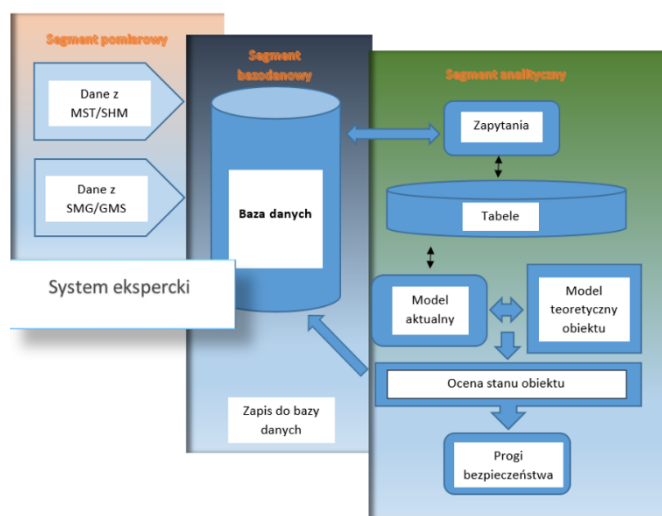 Segment pomiarowy
Dane z
MST/SHM
Dane z
SMG/GMS
System ekspercki
Segment
bazodanowy
Baza danych
Zapis do bazy
danych
Segment analityczny
Zapytania
Tabele
Model
aktualny
Model
teoretyczny
obiektu
Ocena stanu obiektu
Progi
bezpieczeństwa